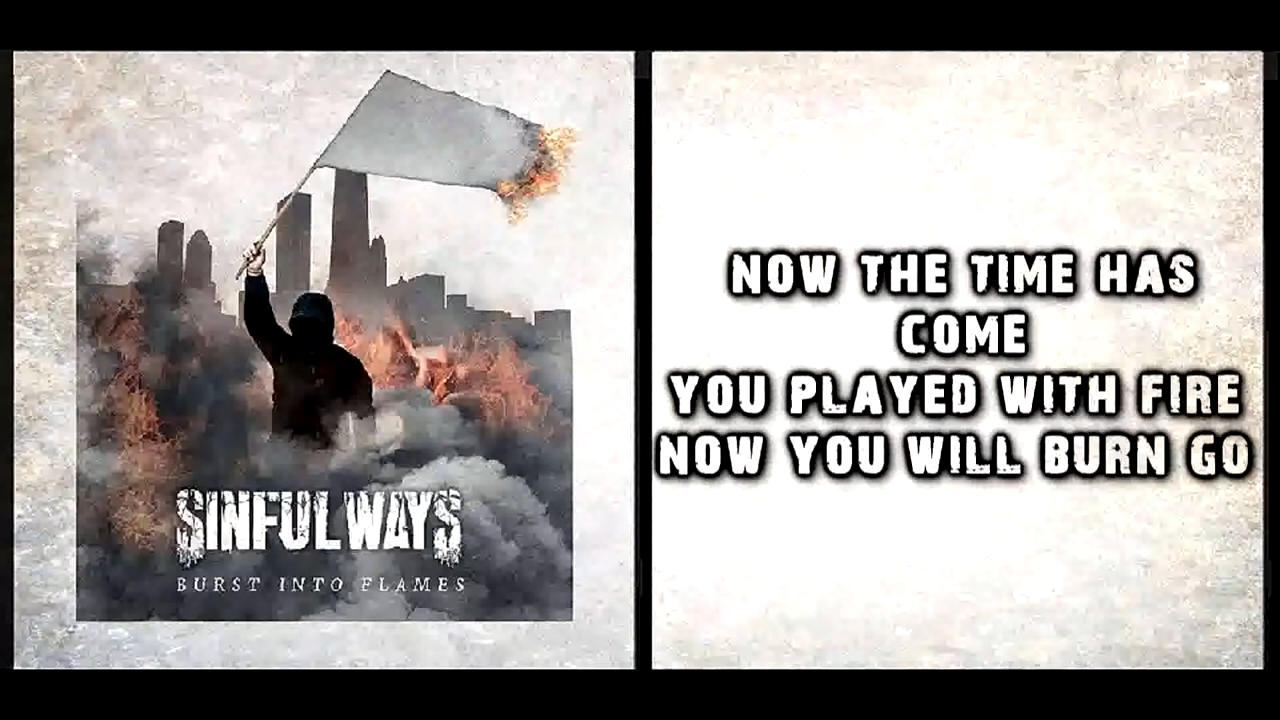 SINFUL WAYS
BURST INTO FLAMES
NOW THE TIME HAS
COME
YOU PLAYED WITH FIRE
NOW YOU WILL BURN GO